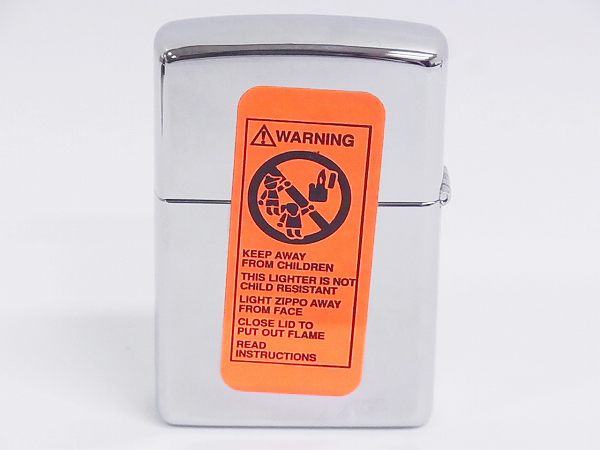 WARNING
KEEP AWAY
FROM CHILDREN
THIS LIGHTER IS NOT
CHILD RESISTANT
LIGHT ZIPPO AWAY
FROM FACE
CLOSE LID TO
PUT OUT FLAME
READ
INSTRUCTIONS